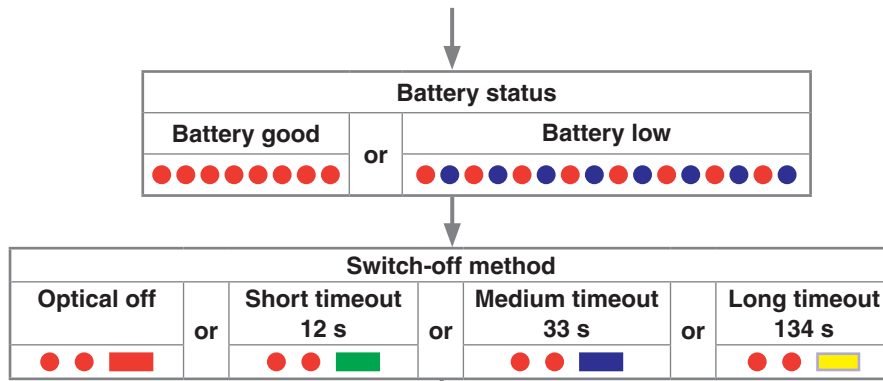 Battery status
Battery good
or
Battery low
Switch-off method
Optical off
or
Short timeout
12 s
or
Medium timeout
33 s
or
Long timeout
134 s